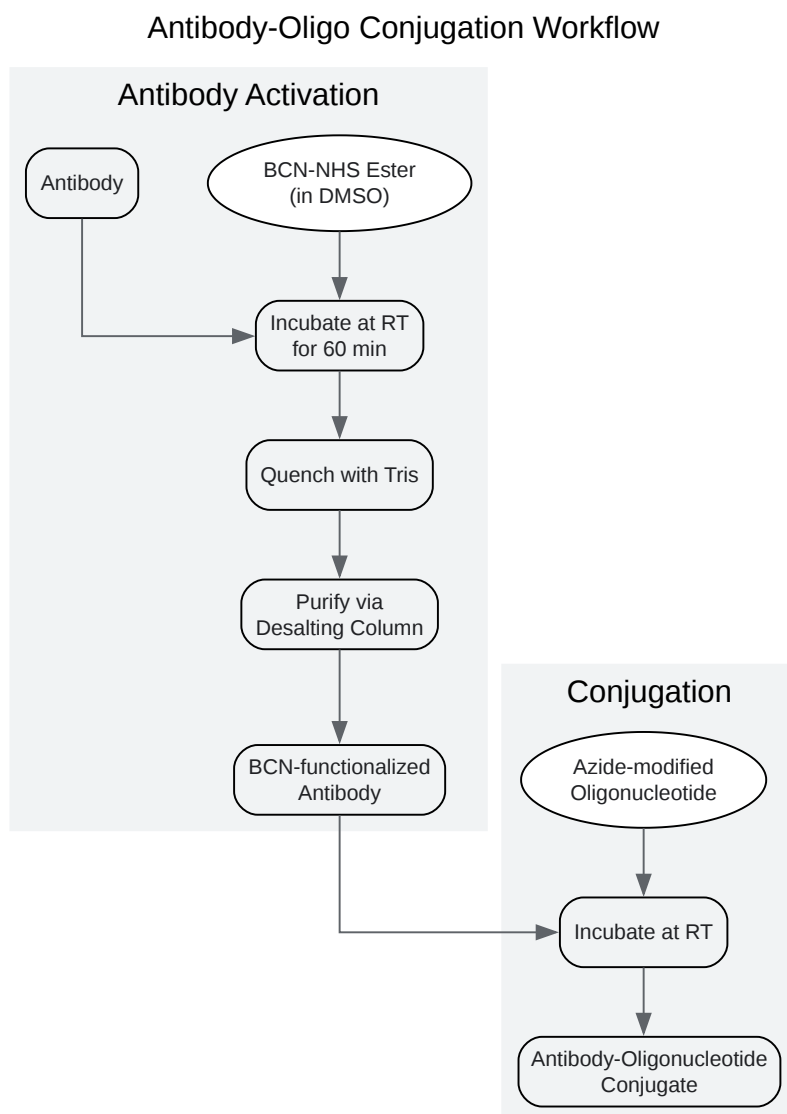 Antibody-Oligo Conjugation Workflow
Antibody Activation
Antibody
BCN-NHS Ester
(in DMSO)
Incubate at RT
for 60 min
Quench with Tris
Purify via
Desalting Column
BCN-functionalized
Antibody
Conjugation
Azide-modified
Oligonucleotide
Incubate at RT
Antibody-Oligonucleotide
Conjugate